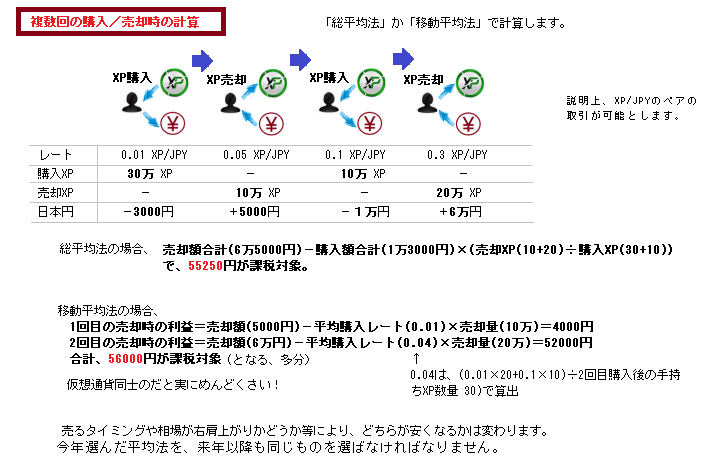 複数回の購入／売却時の計算
「総平均法」か「移動平均法」で計算します。
XP購入 XP売却 XP購入 XP売却
XP XP XP XP
¥ ¥ ¥ ¥
説明上、XP/JPYのペアの
取引が可能とします。
レート 0.01 XP/JPY 0.05 XP/JPY 0.1 XP/JPY 0.3 XP/JPY
購入XP 30万 XP － 10万 XP －
売却XP － 10万 XP － 20万 XP
日本円 －3000円 ＋5000円 －１万円 ＋6万円
総平均法の場合、 売却額合計(6万5000円)－購入額合計(1万3000円)×(売却XP(10+20)÷購入XP(30+10))
で、55250円が課税対象。
移動平均法の場合、
1回目の売却時の利益＝売却額(5000円)－平均購入レート(0.01)×売却量(10万)＝4000円
2回目の売却時の利益＝売却額(6万円)－平均購入レート(0.04)×売却量(20万)＝52000円
合計、56000円が課税対象（となる、多分） ↑
0.04は、(0.01×20+0.1×10)÷2回目購入後の手持
ちXP数量 30)で算出
仮想通貨同士のだと実にめんどくさい！
売るタイミングや相場が右肩上がりかどうか等により、どちらが安くなるかは変わります。
今年選んだ平均法を、来年以降も同じものを選ばなければなりません。